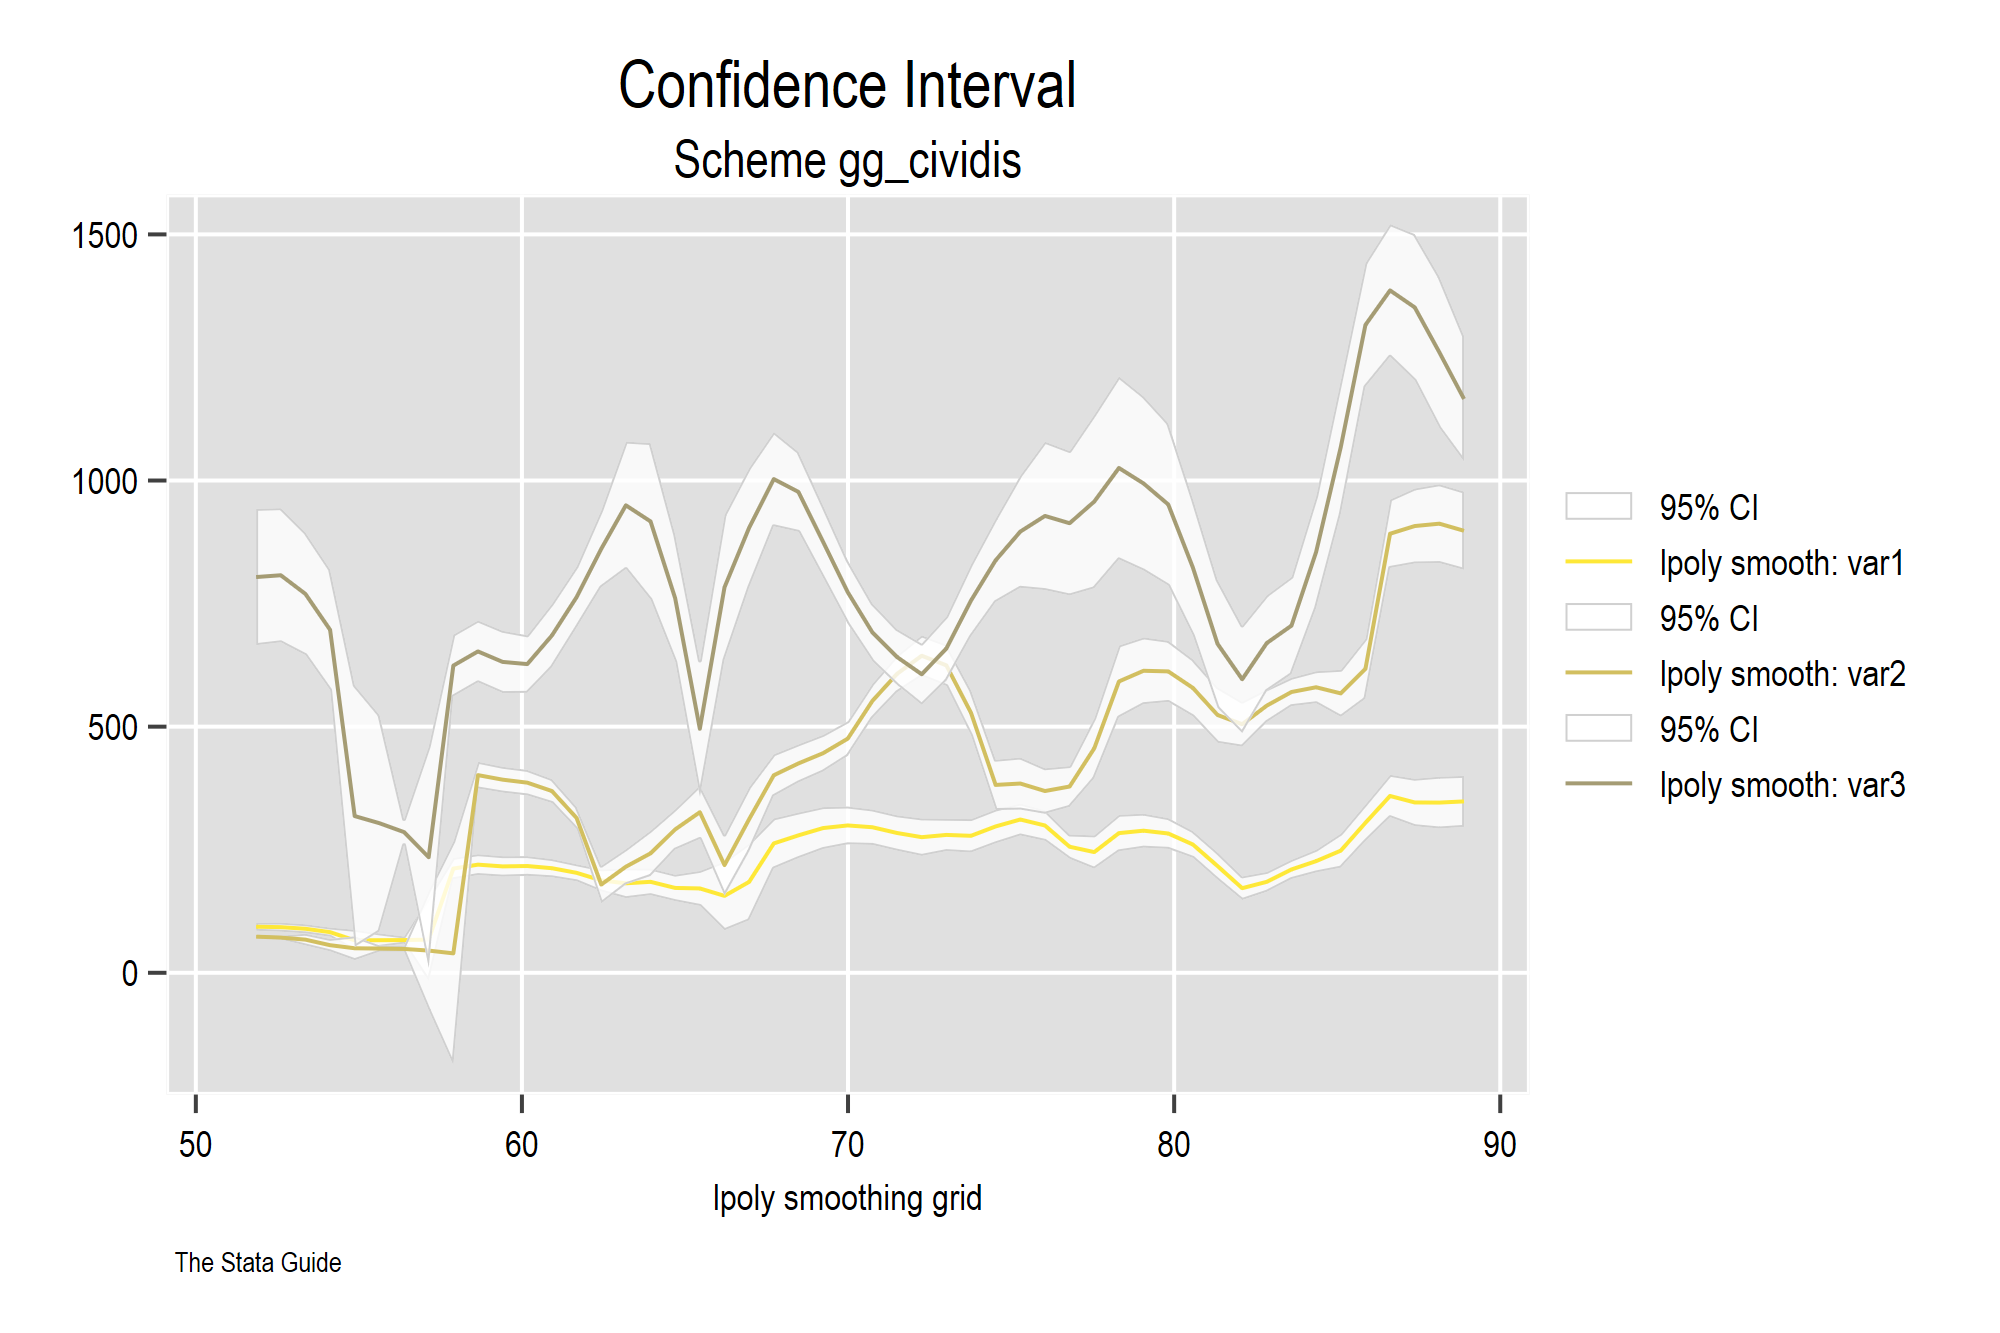 Confidence Interval
Scheme gg_cividis
1500
1000
500
0
50 60 70 80 90
lpoly smoothing grid
95% CI
lpoly smooth: var1
95% CI
lpoly smooth: var2
95% CI
lpoly smooth: var3
The Stata Guide